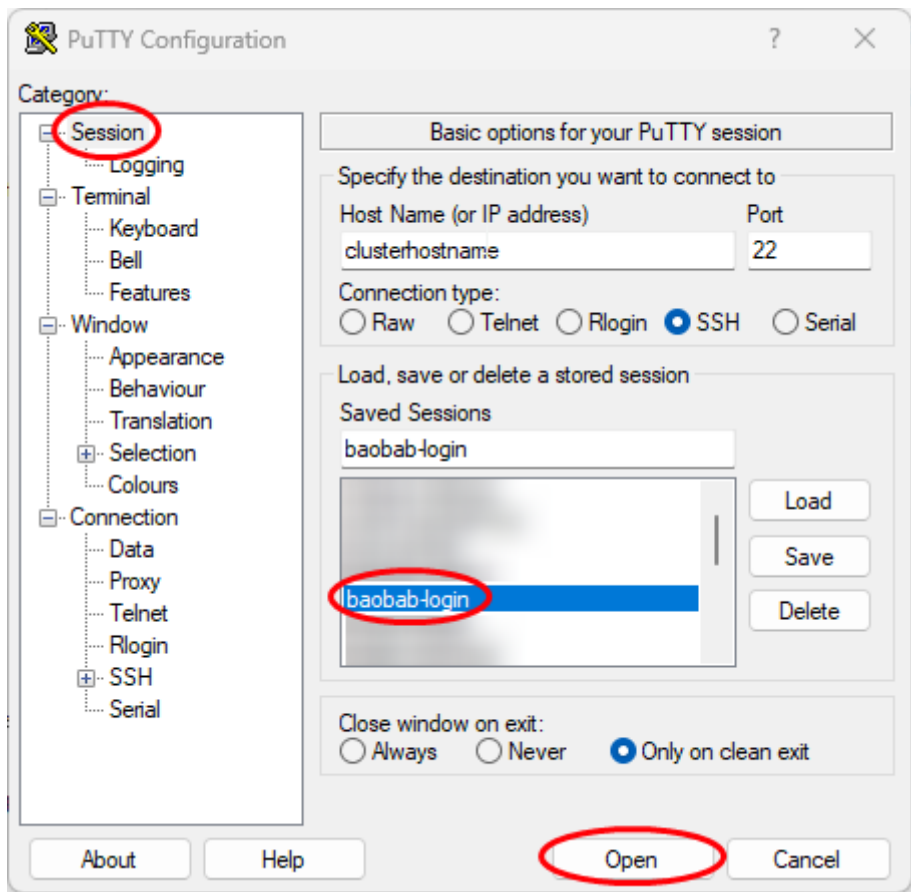 PuTTY Configuration
Category:
Session
Logging
Terminal
Keyboard
Bell
Features
Window
Appearance
Behaviour
Translation
Selection
Colours
Connection
Data
Proxy
Telnet
Rlogin
SSH
Serial
Basic options for your PuTTY session
Specify the destination you want to connect to
Host Name (or IP address) Port
clusterhostname 22
Connection type:
Raw Telnet Rlogin SSH Serial
Load, save or delete a stored session
Saved Sessions
baobab-login
Load
Save
baobab-login
Delete
Close window on exit:
Always Never Only on clean exit
About Help Open Cancel